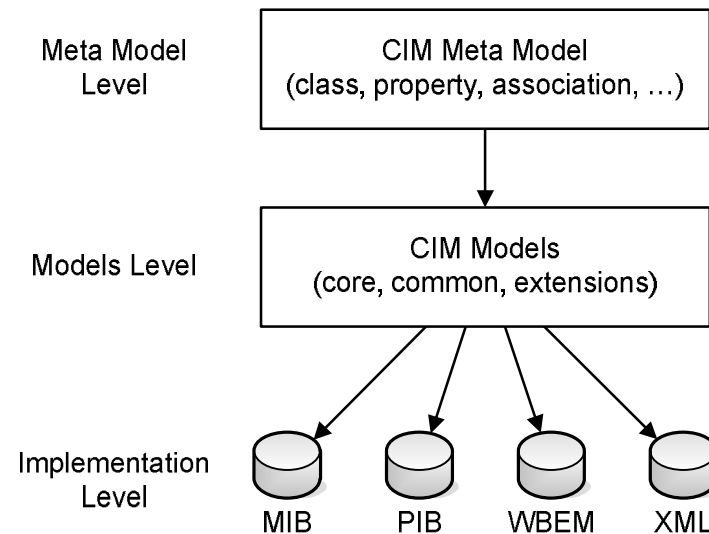 Meta Model
Level
CIM Meta Model
(class, property, association, …)
Models Level
CIM Models
(core, common, extensions)
Implementation
Level
MIB
PIB
WBEM
XML